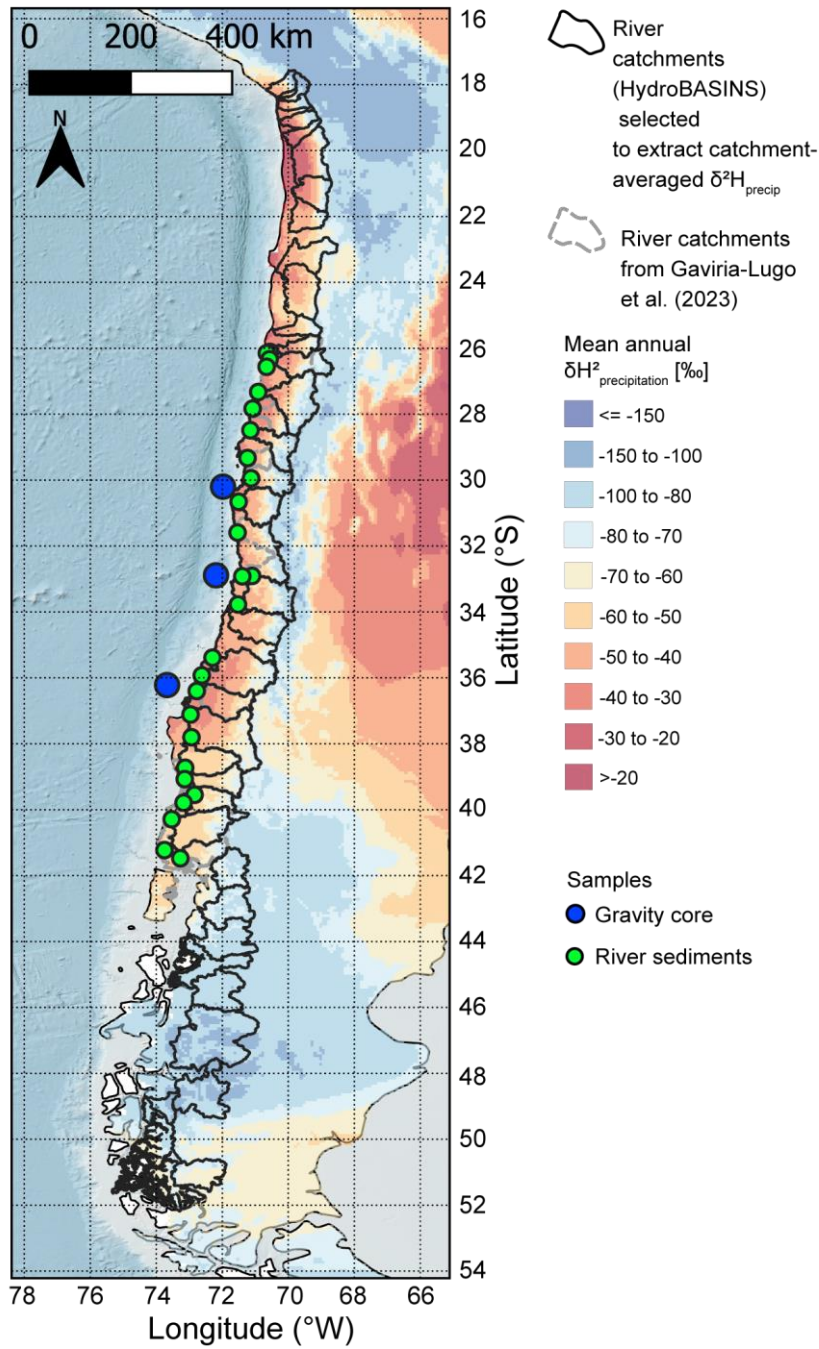 0 200 400 km
N
16
18
20
22
24
26
28
30
32
34
36
38
40
42
44
46
48
50
52
54
Latitude (°S)
78 76 74 72 70 68 66
Longitude (°W)
River
catchments
(HydroBASINS)
selected
to extract catchment-
averaged δ²Hprecip
River catchments
from Gaviria-Lugo
et al. (2023)
Mean annual
δH²precipitation [‰]
<= -150
-150 to -100
-100 to -80
-80 to -70
-70 to -60
-60 to -50
-50 to -40
-40 to -30
-30 to -20
>-20
Samples
Gravity core
River sediments